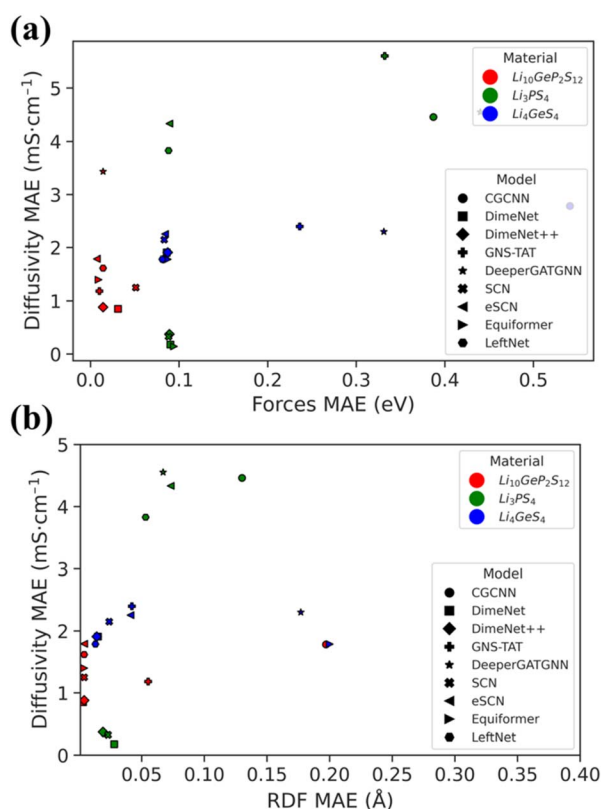 (a)
Diffusivity MAE (mS·cm⁻¹)
5
4
3
2
1
0
Material
Li₁₀GeP₂S₁₂
Li₃PS₄
Li₄GeS₄
Model
CGCNN
DimeNet
DimeNet++
GNS-TAT
DeeperGATGNN
SCN
eSCN
Equiformer
LeftNet
0.0 0.1 0.2 0.3 0.4 0.5
Forces MAE (eV)
(b)
Diffusivity MAE (mS·cm⁻¹)
5
4
3
2
1
0
Material
Li₁₀GeP₂S₁₂
Li₃PS₄
Li₄GeS₄
Model
CGCNN
DimeNet
DimeNet++
GNS-TAT
DeeperGATGNN
SCN
eSCN
Equiformer
LeftNet
0.05 0.10 0.15 0.20 0.25 0.30 0.35 0.40
RDF MAE (Å)